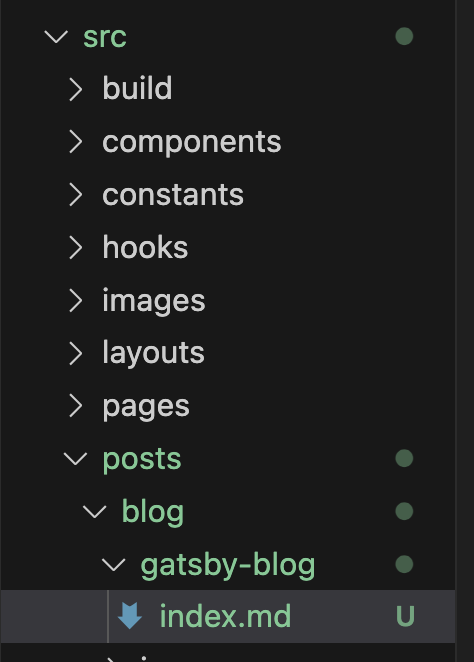 src
build
components
constants
hooks
images
layouts
pages
posts
blog
gatsby-blog
index.md U